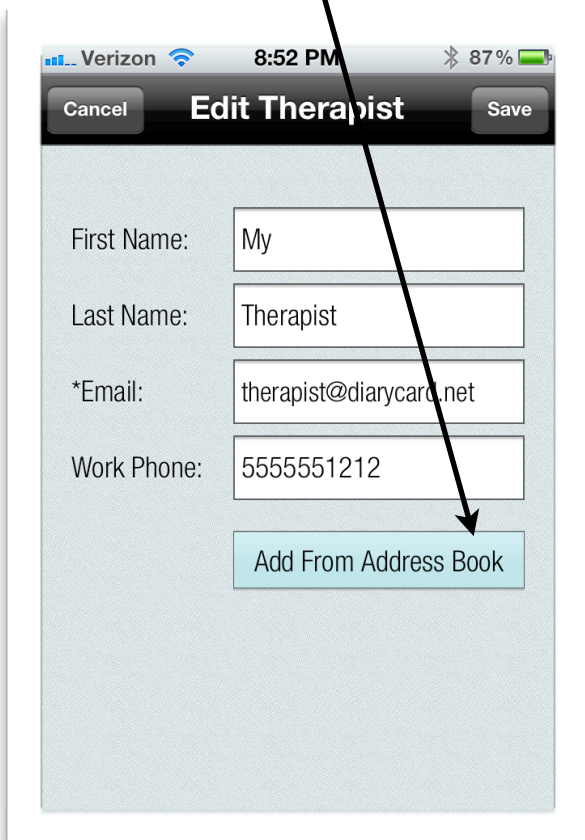 Verizon 8:52 PM 87%
Cancel Edit Therapist Save
First Name: My
Last Name: Therapist
*Email: therapist@diarycard.net
Work Phone: 5555551212
Add From Address Book